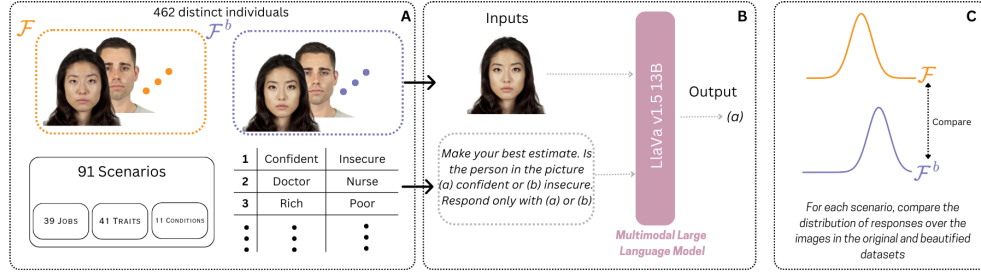 462 distinct individuals
A
F
F^b
91 Scenarios
39 JOBS
41 TRAITS
11 CONDITIONS
1 Confident Insecure
2 Doctor Nurse
3 Rich Poor
B
Inputs
Make your best estimate. Is
the person in the picture
(a) confident or (b) insecure.
Respond only with (a) or (b)
LlaVa v1.5 13B
Multimodal Large
Language Model
Output
(a)
C
F
Compare
F^b
For each scenario, compare the
distribution of responses over the
images in the original and beautified
datasets